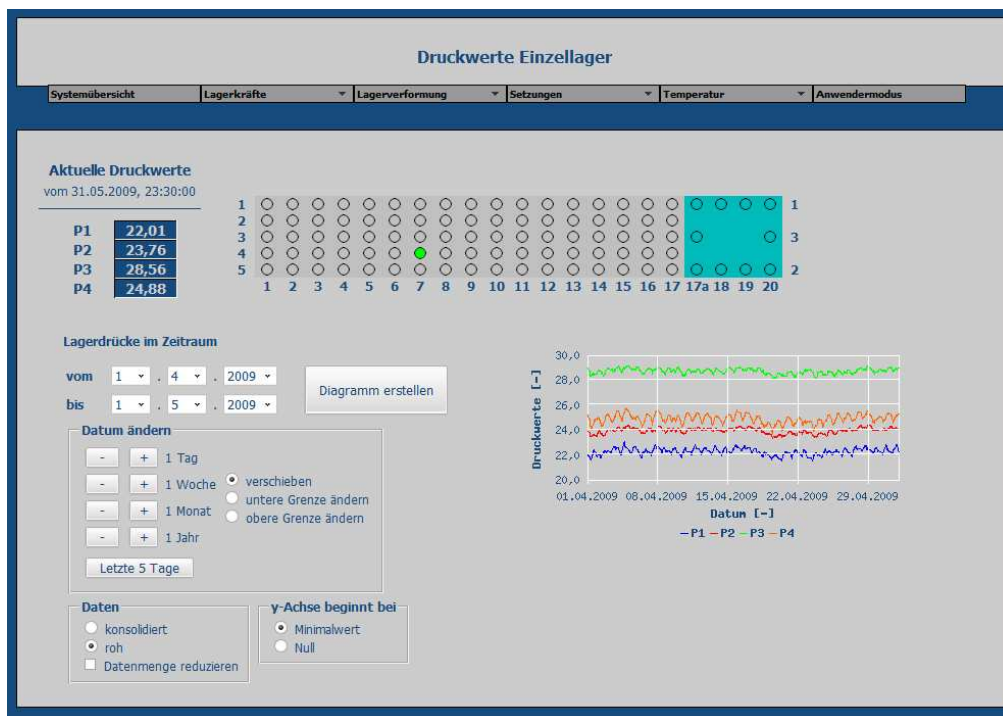 Druckwerte Einzellager
Systemübersicht Lagerkräfte Lagerverformung Setzungen Temperatur Anwendermodus
Aktuelle Druckwerte
vom 31.05.2009, 23:30:00
P1 22,01
P2 23,76
P3 28,56
P4 24,88
1 1
2
3 3
4
5 2
1 2 3 4 5 6 7 8 9 10 11 12 13 14 15 16 17 17a 18 19 20
Lagerdrücke im Zeitraum
vom 1 . 4 . 2009
bis 1 . 5 . 2009
Diagramm erstellen
Datum ändern
- + 1 Tag
- + 1 Woche
- + 1 Monat
- + 1 Jahr
verschieben
untere Grenze ändern
obere Grenze ändern
Letzte 5 Tage
Daten
konsolidiert
roh
Datenmenge reduzieren
y-Achse beginnt bei
Minimalwert
Null
Druckwerte [-]
30,0
28,0
26,0
24,0
22,0
20,0
01.04.2009 08.04.2009 15.04.2009 22.04.2009 29.04.2009
Datum [-]
P1 P2 P3 P4